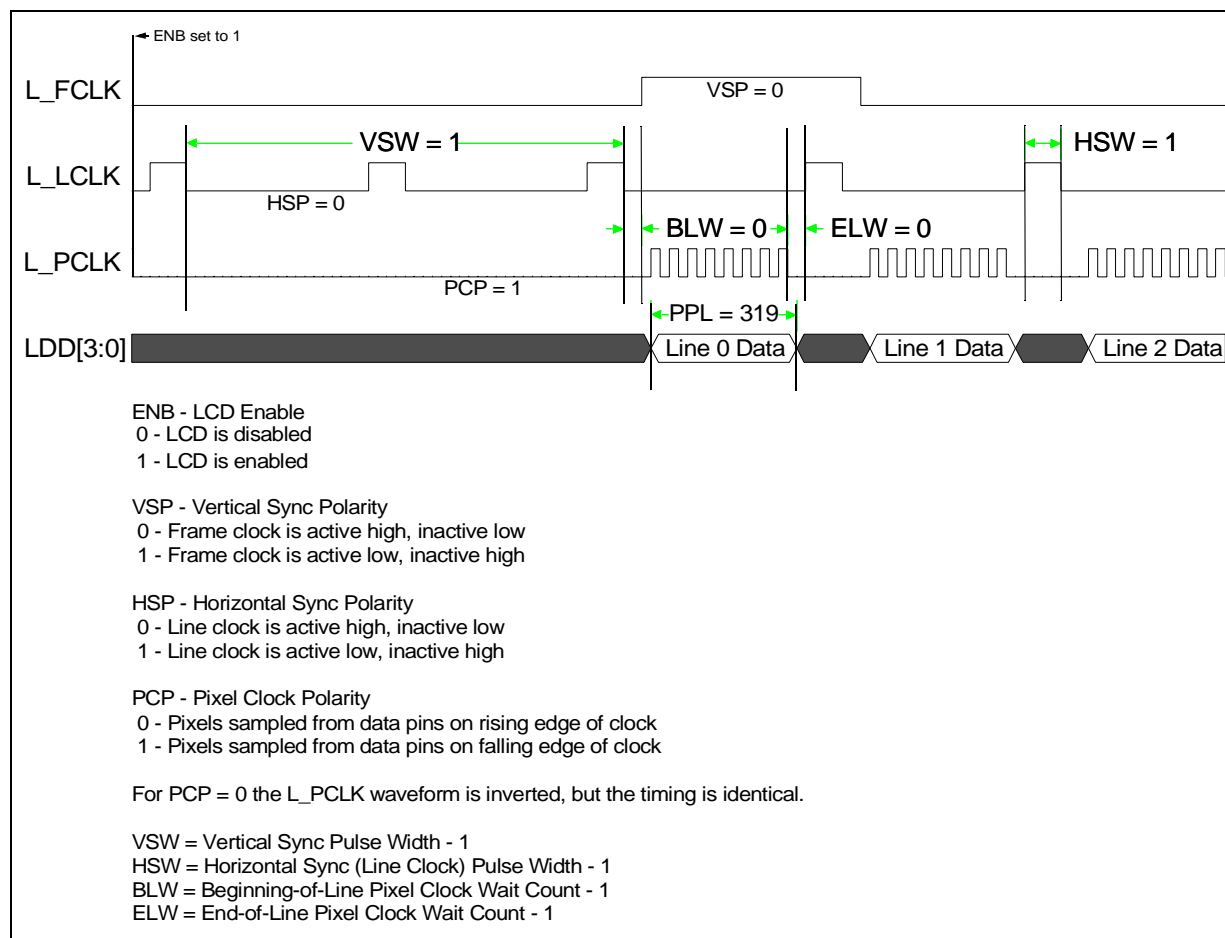 ENB set to 1
L_FCLK
VSP = 0
VSW = 1
HSW = 1
L_LCLK
HSP = 0
BLW = 0
ELW = 0
L_PCLK
PCP = 1
PPL = 319
LDD[3:0]
Line 0 Data
Line 1 Data
Line 2 Data
ENB - LCD Enable
0 - LCD is disabled
1 - LCD is enabled
VSP - Vertical Sync Polarity
0 - Frame clock is active high, inactive low
1 - Frame clock is active low, inactive high
HSP - Horizontal Sync Polarity
0 - Line clock is active high, inactive low
1 - Line clock is active low, inactive high
PCP - Pixel Clock Polarity
0 - Pixels sampled from data pins on rising edge of clock
1 - Pixels sampled from data pins on falling edge of clock
For PCP = 0 the L_PCLK waveform is inverted, but the timing is identical.
VSW = Vertical Sync Pulse Width - 1
HSW = Horizontal Sync (Line Clock) Pulse Width - 1
BLW = Beginning-of-Line Pixel Clock Wait Count - 1
ELW = End-of-Line Pixel Clock Wait Count - 1